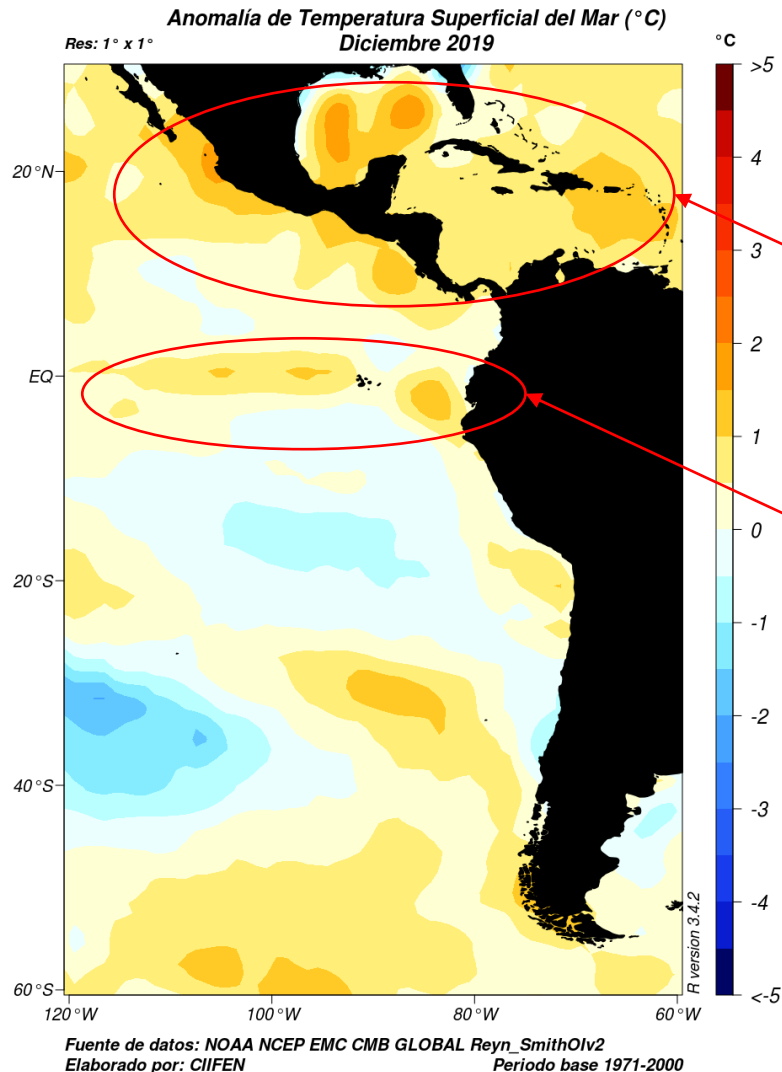 Anomalía de Temperatura Superficial del Mar (°C)
Res: 1° x 1°
Diciembre 2019
°C
>5
4
3
2
1
0
-1
-2
-3
-4
<-5
20°N
EQ
20°S
40°S
60°S
120°W
100°W
80°W
60°W
R version 3.4.2
Fuente de datos: NOAA NCEP EMC CMB GLOBAL Reyn_SmithOIv2
Elaborado por: CIIFEN
Periodo base 1971-2000